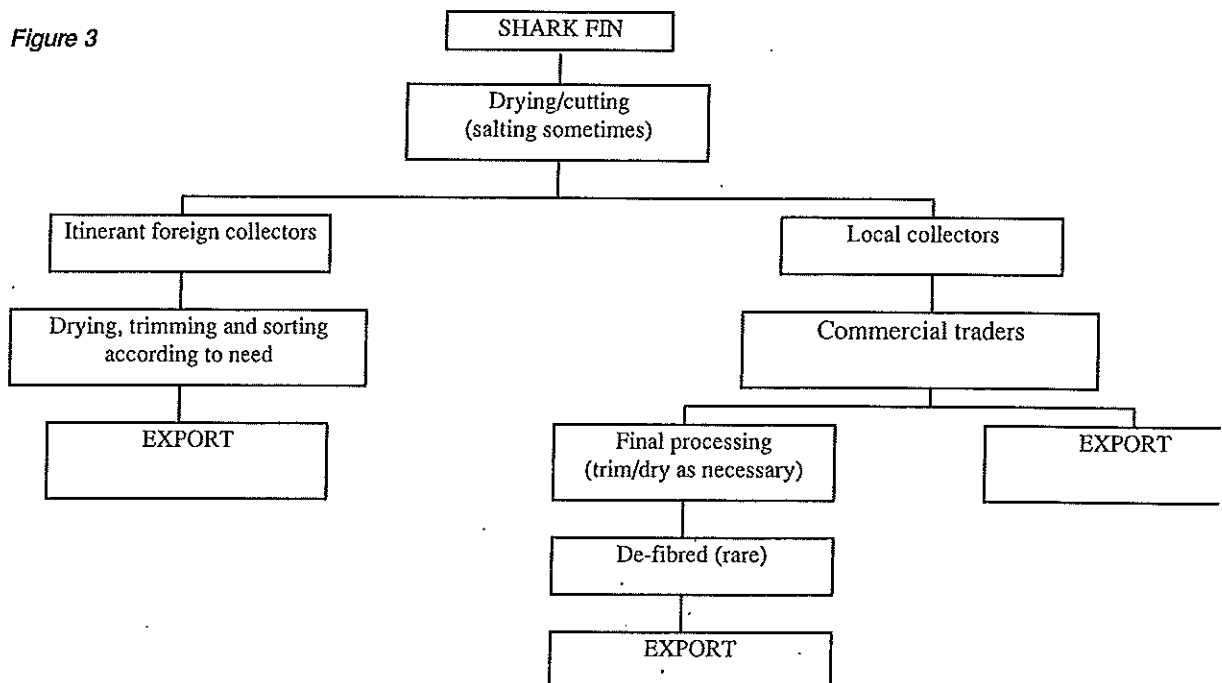 Figure 3
SHARK FIN
Drying/cutting
(salting sometimes)
Itinerant foreign collectors
Local collectors
Drying, trimming and sorting
according to need
Commercial traders
EXPORT
Final processing
(trim/dry as necessary)
EXPORT
De-fibred (rare)
EXPORT